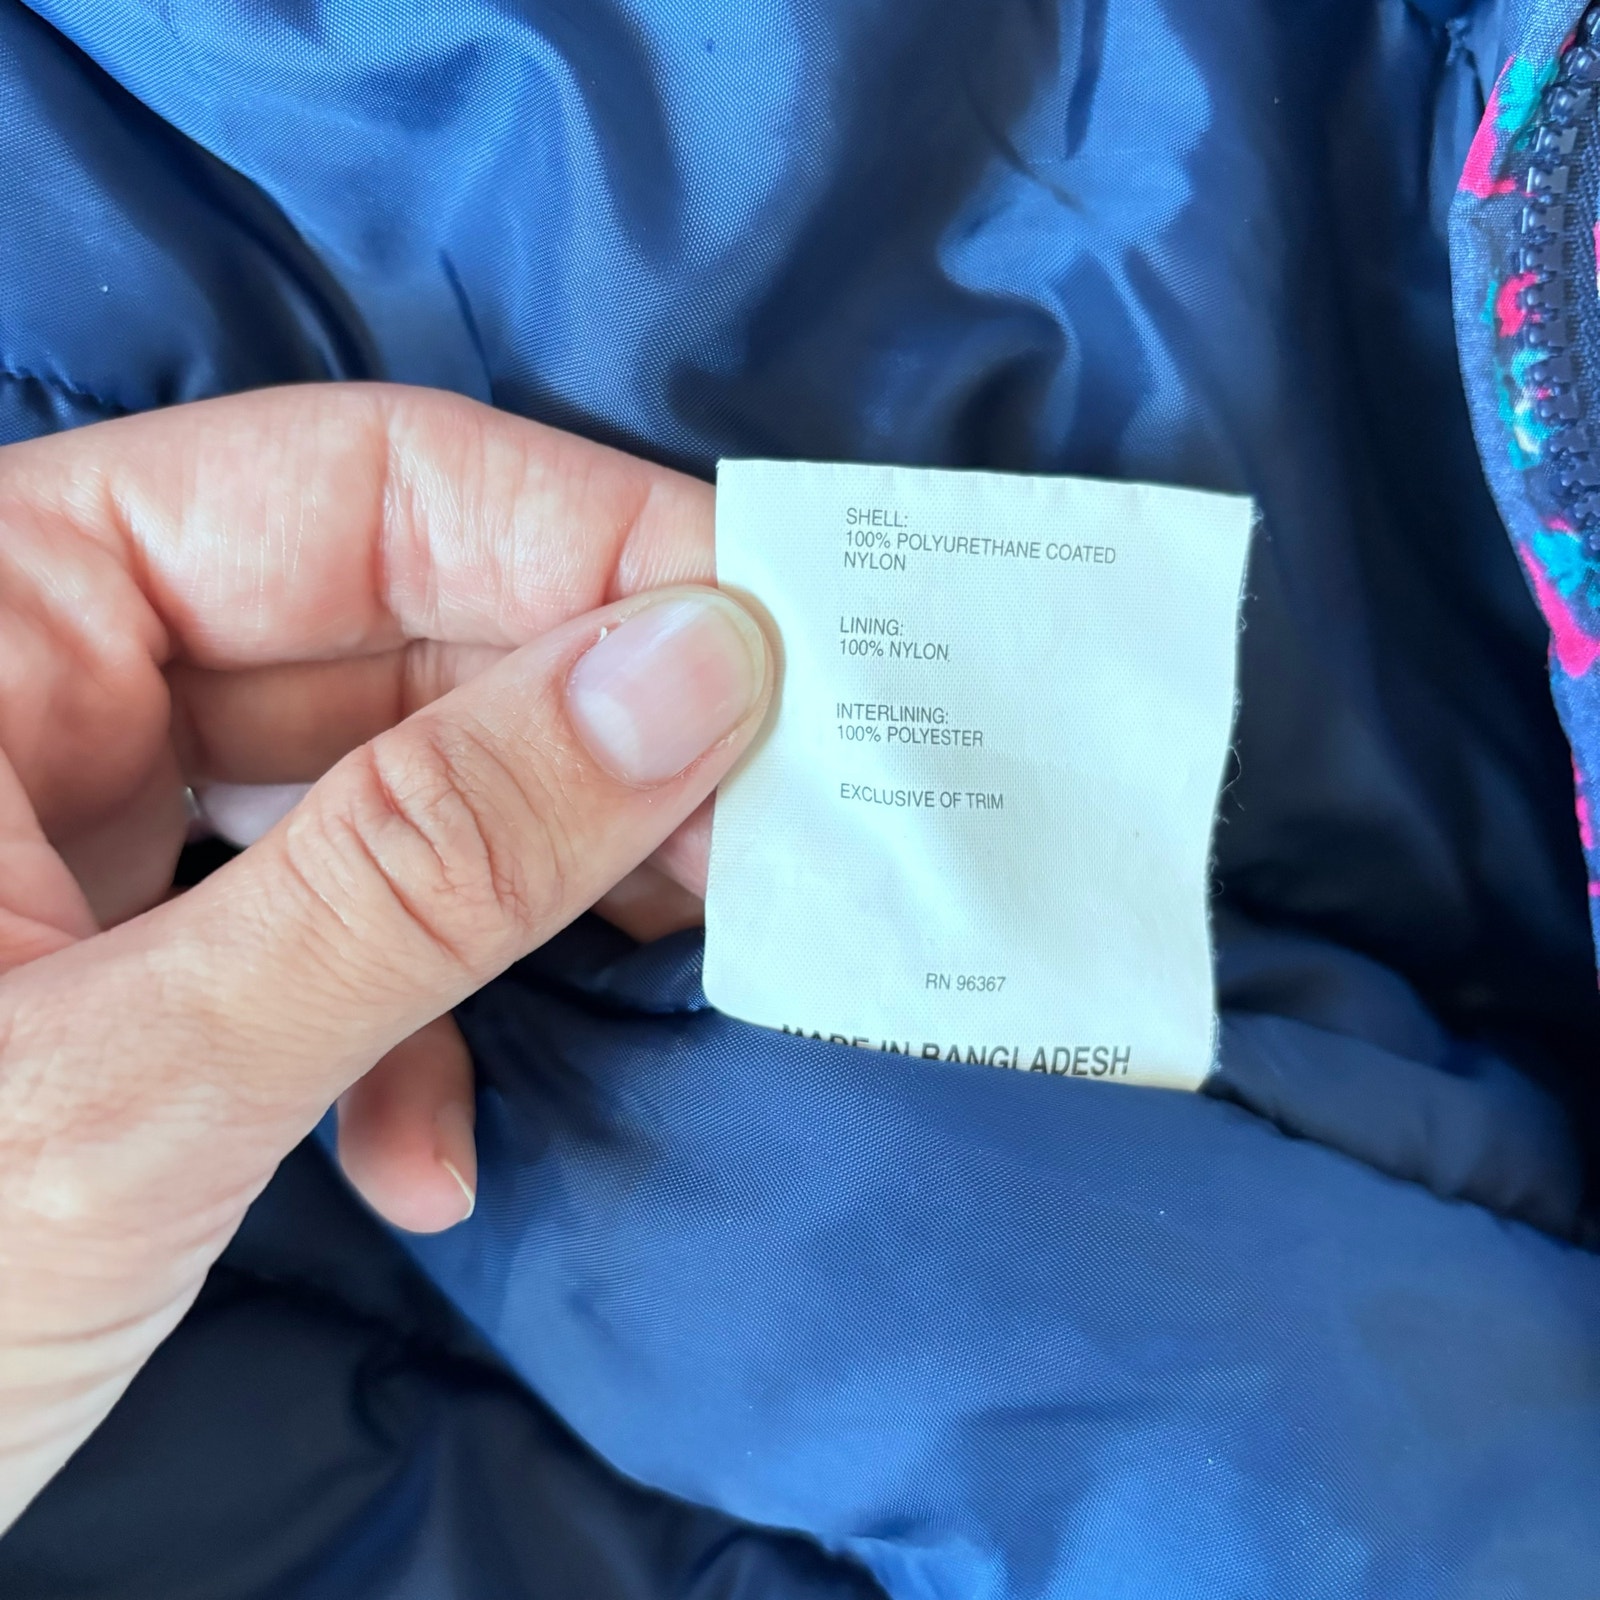 SHELL:
100% POLYURETHANE COATED
NYLON
LINING:
100% NYLON
INTERLINING:
100% POLYESTER
EXCLUSIVE OF TRIM
RN 96367
MADE IN BANGLADESH